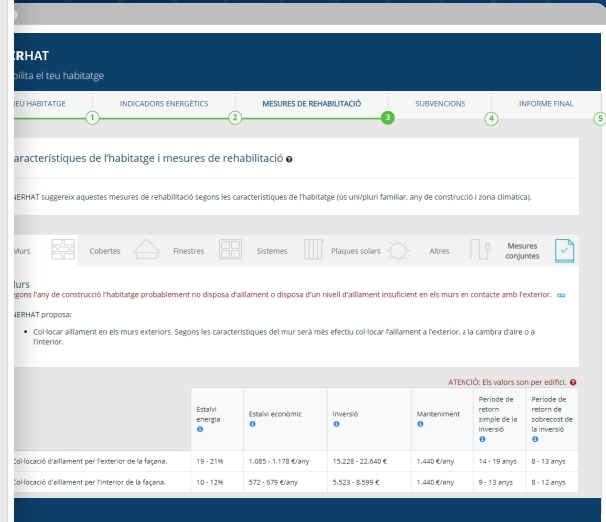 ERHAT
bilita el teu habitatge
TEU HABITATGE
INDICADORS ENERGÈTICS
MESURES DE REHABILITACIÓ
SUBVENCIONS
INFORME FINAL
1
2
3
4
5
aracterístiques de l'habitatge i mesures de rehabilitació
NERHAT suggereix aquestes mesures de rehabilitació segons les característiques de l'habitatge (ús uni/pluri familiar, any de construcció i zona climàtica).
Murs
Cobertes
Finestres
Sistemes
Plaques solars
Altres
Mesures
conjuntes
Murs
egons l'any de construcció l'habitatge probablement no disposa d'aïllament o disposa d'un nivell d'aïllament insuficient en els murs en contacte amb l'exterior.
NERHAT proposa:
• Col·locar aïllament en els murs exteriors. Segons les característiques del mur serà més efectiu col·locar l'aïllament a l'exterior, a la cambra d'aire o a
l'interior.
ATENCIÓ: Els valors son per edifici.
Estalvi
energia
Estalvi econòmic
Inversió
Manteniment
Període de
retorn
simple de la
inversió
Període de
retorn de
sobrecost de
la inversió
Col·locació d'aïllament per l'exterior de la façana. 19 - 21% 1.085 - 1.178 €/any 15.228 - 22.640 € 1.440 €/any 14 - 19 anys 8 - 13 anys
Col·locació d'aïllament per l'interior de la façana. 10 - 12% 572 - 679 €/any 5.523 - 8.599 € 1.440 €/any 9 - 13 anys 8 - 12 anys